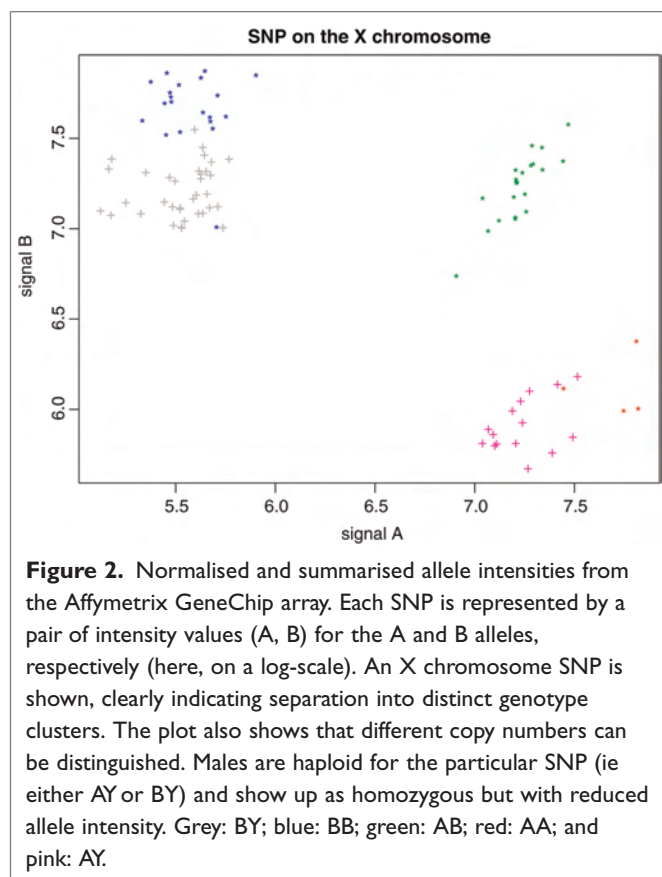 SNP on the X chromosome
signal B
7.5
7.0
6.5
6.0
5.5 6.0 6.5 7.0 7.5
signal A
Figure 2. Normalised and summarised allele intensities from
the Affymetrix GeneChip array. Each SNP is represented by a
pair of intensity values (A, B) for the A and B alleles,
respectively (here, on a log-scale). An X chromosome SNP is
shown, clearly indicating separation into distinct genotype
clusters. The plot also shows that different copy numbers can
be distinguished. Males are haploid for the particular SNP (ie
either AY or BY) and show up as homozygous but with reduced
allele intensity. Grey: BY; blue: BB; green: AB; red: AA; and
pink: AY.